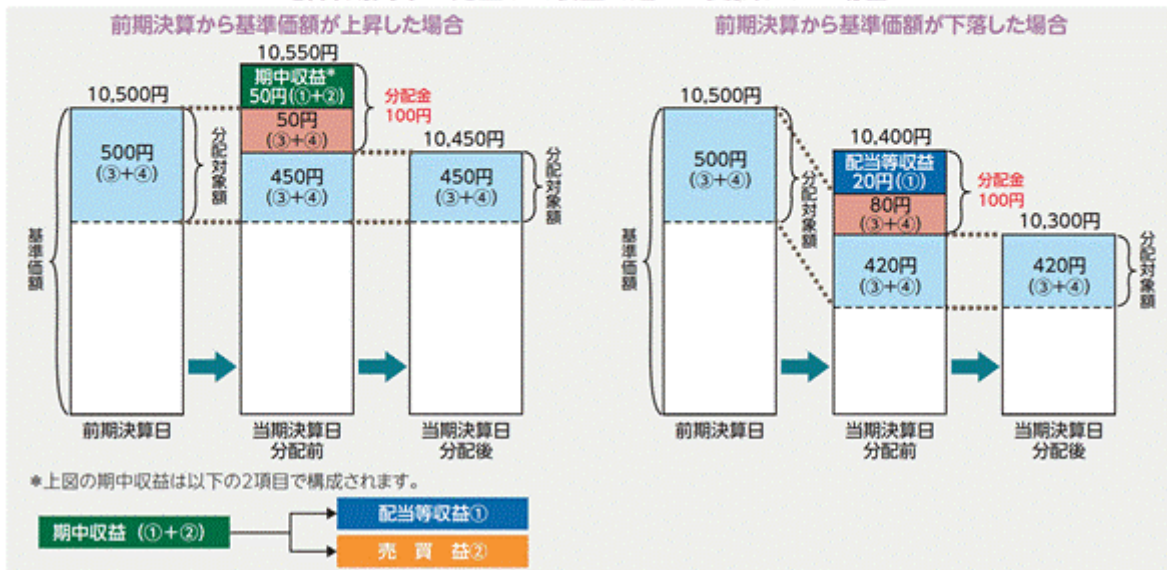 前期決算から基準価額が上昇した場合
10,550円
10,500円
期中収益*
50円(①+②)
分配金
100円
50円
(③+④)
10,450円
500円
(③+④)
分配対象額
450円
(③+④)
450円
(③+④)
分配対象額
基準価額
前期決算日
当期決算日
分配前
当期決算日
分配後
前期決算から基準価額が下落した場合
10,500円
10,400円
500円
(③+④)
分配対象額
配当等収益
20円(①)
分配金
100円
80円
(③+④)
10,300円
420円
(③+④)
420円
(③+④)
分配対象額
基準価額
前期決算日
当期決算日
分配前
当期決算日
分配後
*上図の期中収益は以下の2項目で構成されます。
期中収益 (①+②)
配当等収益①
売 買 益②